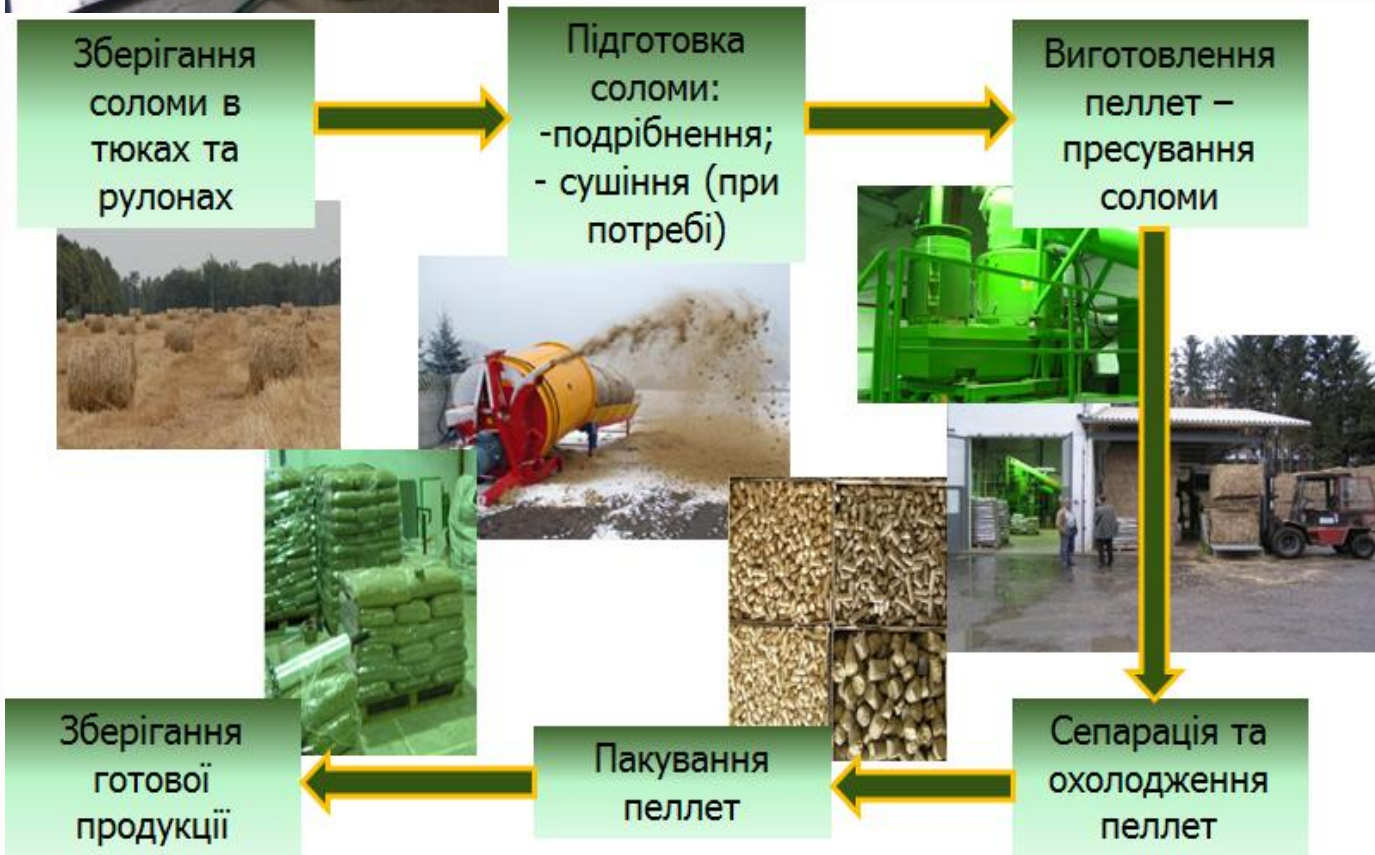 Зберігання
соломи в
тюках та
рулонах
Підготовка
соломи:
-подрібнення;
- сушіння (при
потребі)
Виготовлення
пеллет –
пресування
соломи
Сепарація та
охолодження
пеллет
Пакування
пеллет
Зберігання
готової
продукції